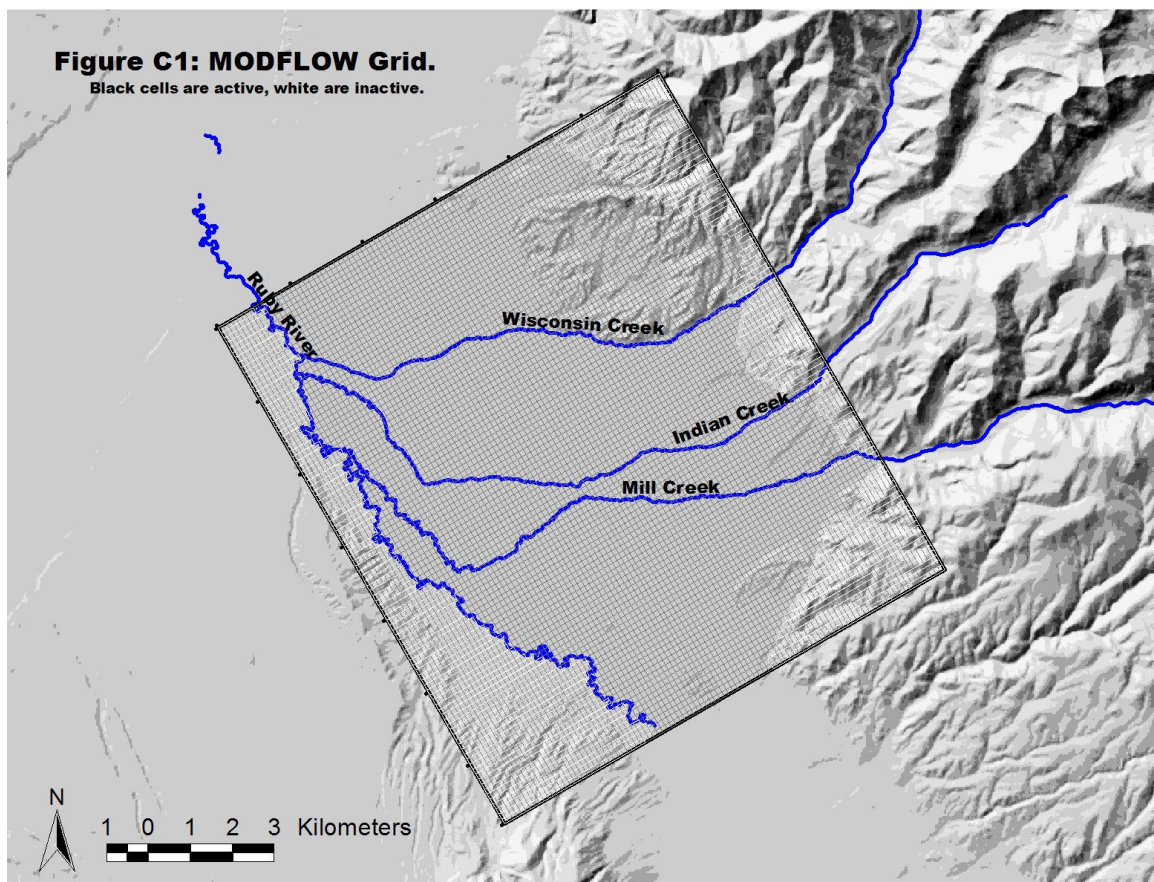 Figure C1: MODFLOW Grid.
Black cells are active, white are inactive.
Ruby River
Wisconsin Creek
Indian Creek
Mill Creek
N
1 0 1 2 3 Kilometers